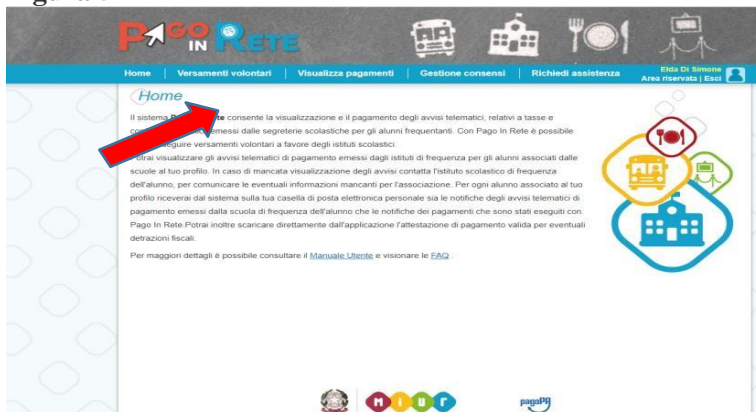 PAGO IN RETE
Home | Versamenti volontari | Visualizza pagamenti | Gestione consensi | Richiedi assistenza
Elda Di Simone
Area riservata | Esci
Home
Il sistema consente la visualizzazione e il pagamento degli avvisi telematici, relativi a tasse e
emessi dalle segreterie scolastiche per gli alunni frequentanti. Con Pago In Rete è possibile
eseguire versamenti volontari a favore degli istituti scolastici.
Potrai visualizzare gli avvisi telematici di pagamento emessi dagli istituti di frequenza per gli alunni associati dalle
scuole al tuo profilo. In caso di mancata visualizzazione degli avvisi contatta l'istituto scolastico di frequenza
dell'alunno, per comunicare le eventuali informazioni mancanti per l'associazione. Per ogni alunno associato al tuo
profilo riceverai dal sistema sulla tua casella di posta elettronica personale sia le notifiche degli avvisi telematici di
pagamento emessi dalla scuola di frequenza dell'alunno che le notifiche dei pagamenti che sono stati eseguiti con
Pago In Rete.Potrai inoltre scaricare direttamente dall'applicazione l'attestazione di pagamento valida per eventuali
detrazioni fiscali.
Per maggiori dettagli è possibile consultare il Manuale Utente e visionare le FAQ .
MIUR
pagoPA